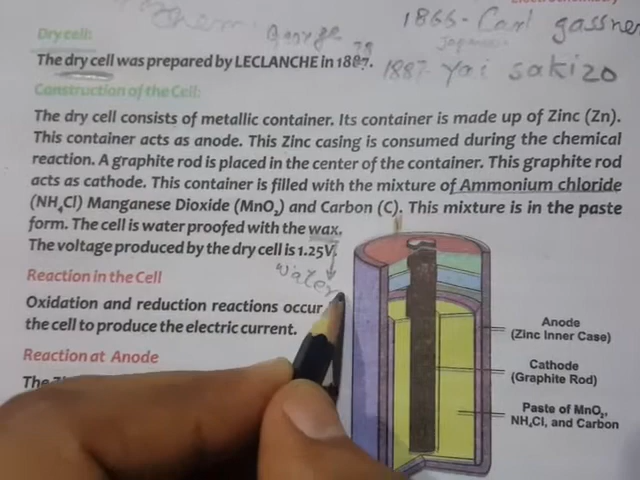 1866- Carl gassner
George
Dry cell:
Japanese
The dry cell was prepared by LECLANCHE in 1887.
1887- Yai sakizo
Construction of the Cell:
The dry cell consists of metallic container. Its container is made up of Zinc (Zn).
This container acts as anode. This Zinc casing is consumed during the chemical
reaction. A graphite rod is placed in the center of the container. This graphite rod
acts as cathode. This container is filled with the mixture of Ammonium chloride
(NH₄Cl) Manganese Dioxide (MnO₂) and Carbon (C). This mixture is in the paste
form. The cell is water proofed with the wax.
The voltage produced by the dry cell is 1.25V.
water
Reaction in the Cell
Oxidation and reduction reactions occur
the cell to produce the electric current.
Reaction at Anode
The
Anode
(Zinc Inner Case)
Cathode
(Graphite Rod)
Paste of MnO₂,
NH₄Cl, and Carbon